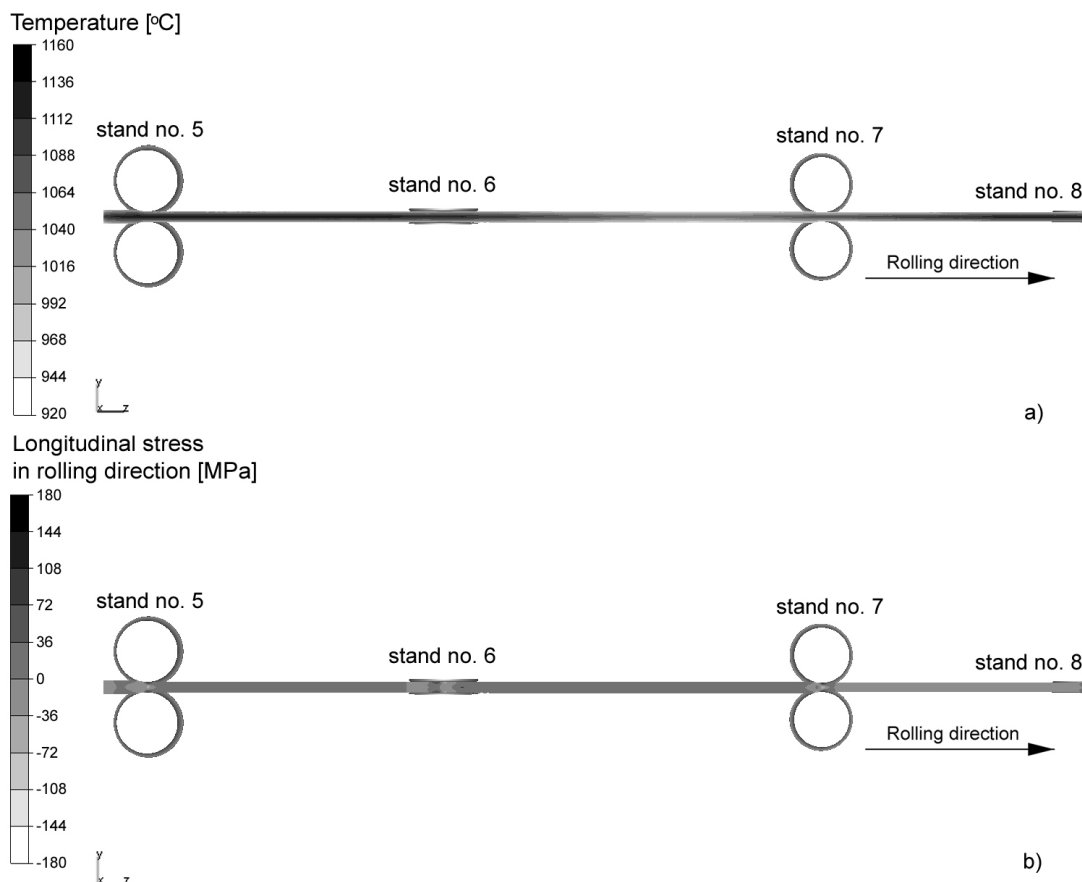 Temperature [°C]
1160
1136
1112
1088
1064
1040
1016
992
968
944
920
stand no. 5
stand no. 6
stand no. 7
stand no. 8
Rolling direction
y
x z
a)
Longitudinal stress
in rolling direction [MPa]
180
144
108
72
36
0
-36
-72
-108
-144
-180
stand no. 5
stand no. 6
stand no. 7
stand no. 8
Rolling direction
y
x z
b)